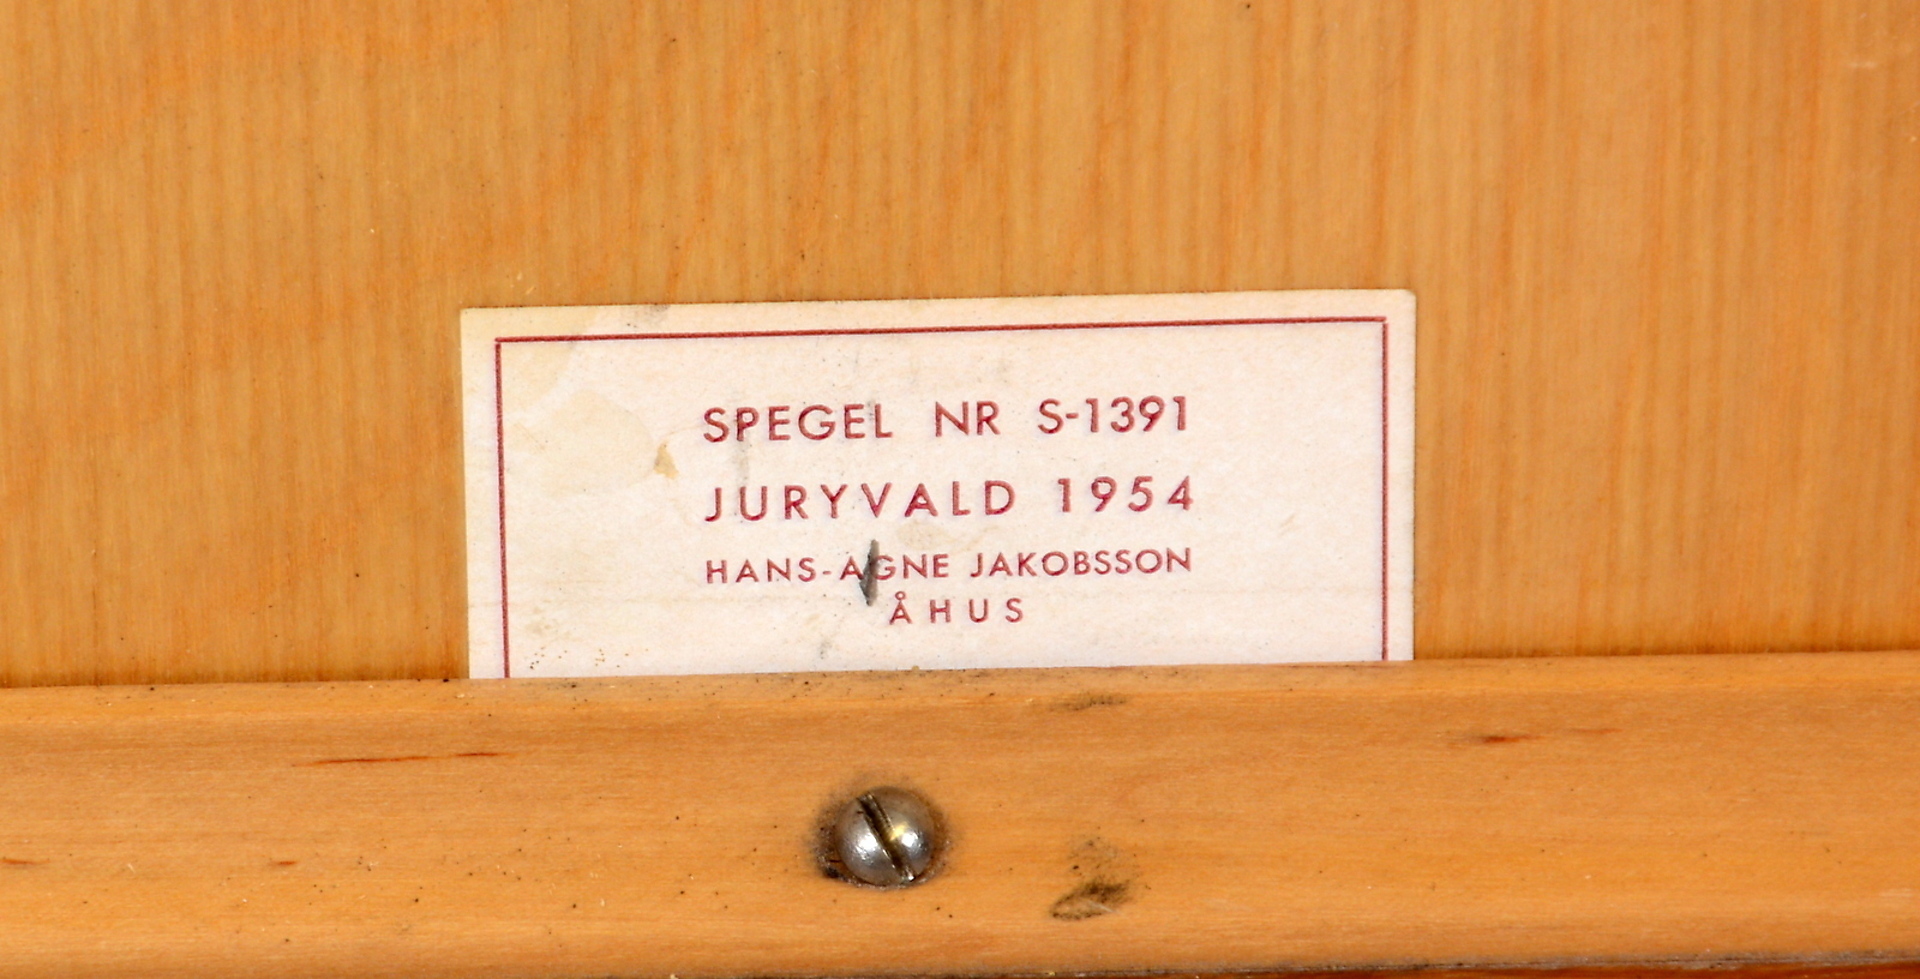 SPEGEL NR S-1391
JURYVALD 1954
HANS-AGNE JAKOBSSON
ÅHUS